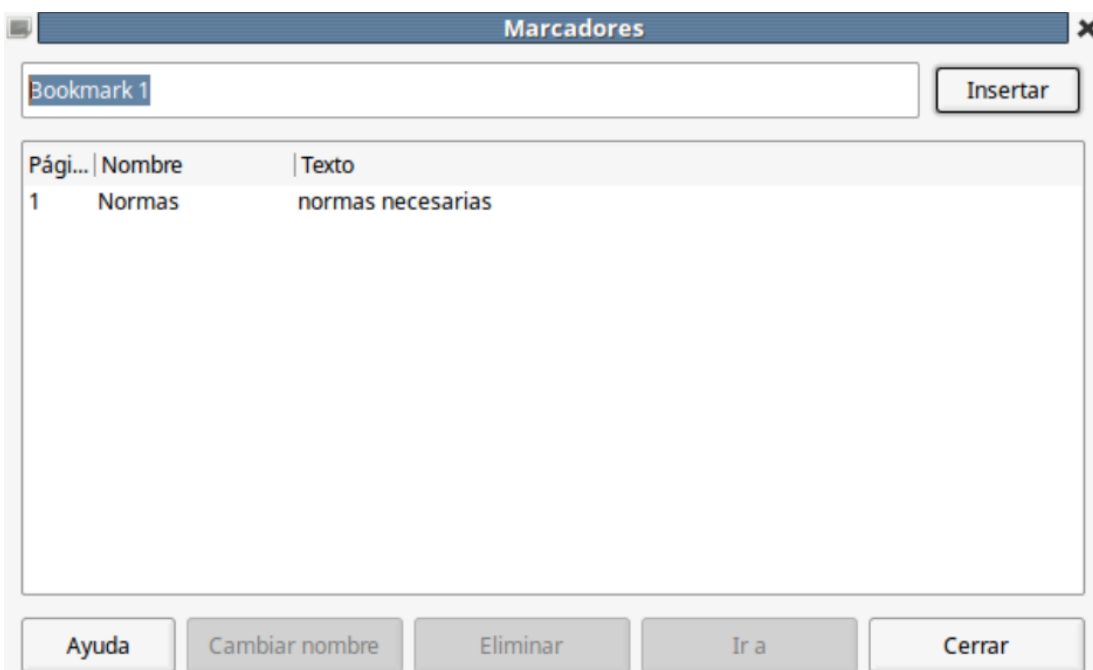 Marcadores
Bookmark 1 Insertar
Pági... Nombre Texto
1 Normas normas necesarias
Ayuda Cambiar nombre Eliminar Ir a Cerrar